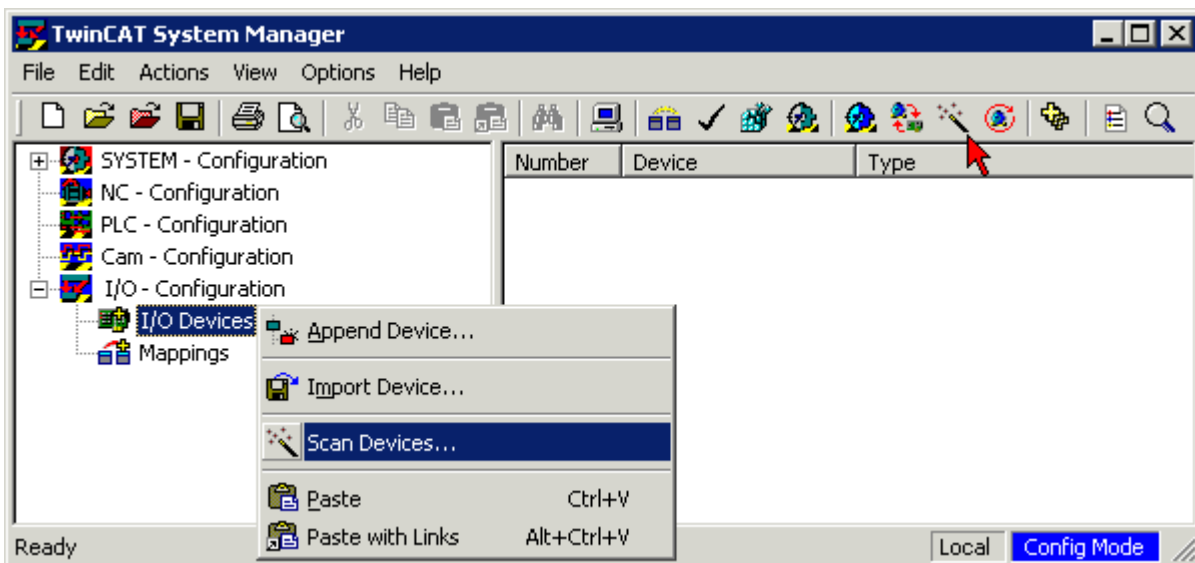 TwinCAT System Manager
File Edit Actions View Options Help
SYSTEM - Configuration
Number Device Type
NC - Configuration
PLC - Configuration
Cam - Configuration
I/O - Configuration
I/O Devices
Append Device...
Mappings
Import Device...
Scan Devices...
Paste Ctrl+V
Paste with Links Alt+Ctrl+V
Ready Local Config Mode